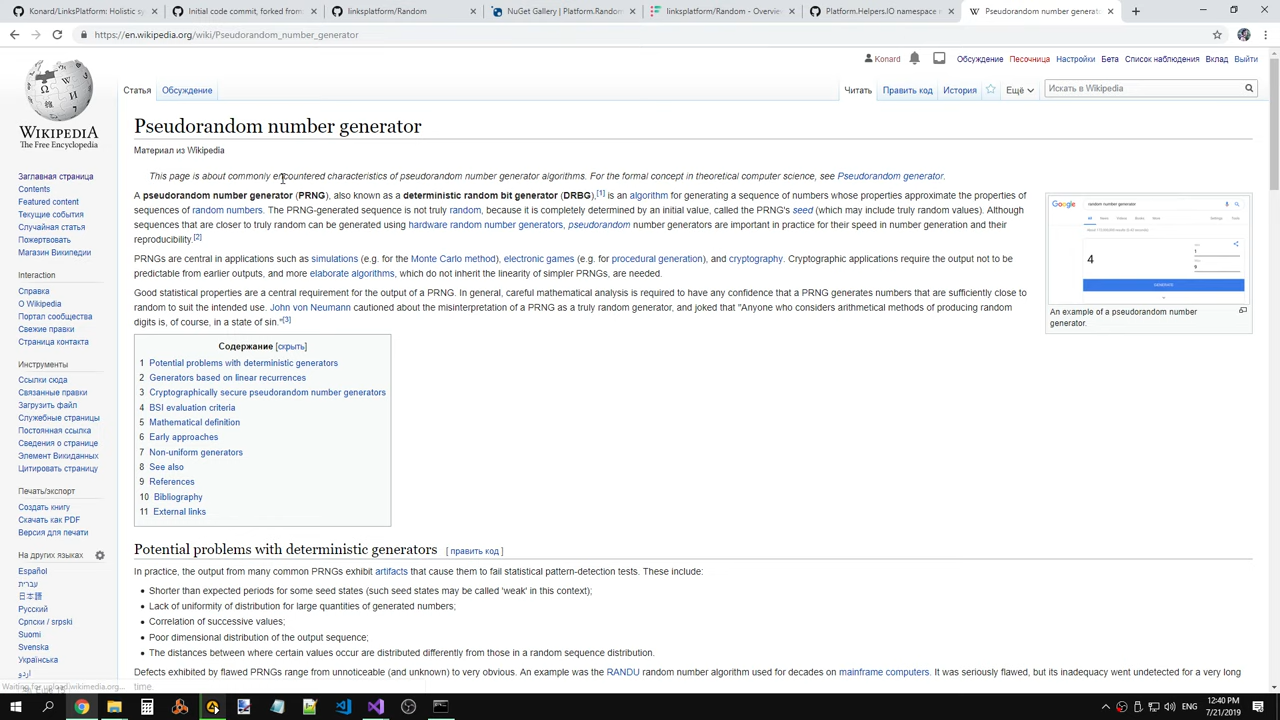 Konard/LinksPlatform: Holistic sy
Initial code commit, forked from
linksplatform/Random
NuGet Gallery | Platform.Random
linksplatform/Random - Overview
Platform.Helpers.IO namespace
Pseudorandom number generat
https://en.wikipedia.org/wiki/Pseudorandom_number_generator
Konard
Обсуждение Песочница Настройки Бета Список наблюдения Вклад Выйти
Статья Обсуждение
Читать Править код История Ещё
Искать в Wikipedia
WIKIPEDIA
The Free Encyclopedia
Заглавная страница
Contents
Featured content
Текущие события
Случайная статья
Пожертвовать
Магазин Википедии
Interaction
Справка
О Wikipedia
Портал сообщества
Свежие правки
Страница контакта
Инструменты
Ссылки сюда
Связанные правки
Загрузить файл
Служебные страницы
Постоянная ссылка
Сведения о странице
Элемент Викиданных
Цитировать страницу
Печать/экспорт
Создать книгу
Скачать как PDF
Версия для печати
На других языках
Español
עברית
日本語
Русский
Српски / srpski
Suomi
Svenska
Українська
اردو
Pseudorandom number generator
Материал из Wikipedia
This page is about commonly encountered characteristics of pseudorandom number generator algorithms. For the formal concept in theoretical computer science, see Pseudorandom generator.
A pseudorandom number generator (PRNG), also known as a deterministic random bit generator (DRBG),[1] is an algorithm for generating a sequence of numbers whose properties approximate the properties of
sequences of random numbers. The PRNG-generated sequence is not truly random, because it is completely determined by an initial value, called the PRNG's seed (which may include truly random values). Although
sequences that are closer to truly random can be generated using hardware random number generators, pseudorandom number generators are important in practice for their speed in number generation and their
reproducibility.[2]
PRNGs are central in applications such as simulations (e.g. for the Monte Carlo method), electronic games (e.g. for procedural generation), and cryptography. Cryptographic applications require the output not to be
predictable from earlier outputs, and more elaborate algorithms, which do not inherit the linearity of simpler PRNGs, are needed.
Good statistical properties are a central requirement for the output of a PRNG. In general, careful mathematical analysis is required to have any confidence that a PRNG generates numbers that are sufficiently close to
random to suit the intended use. John von Neumann cautioned about the misinterpretation of a PRNG as a truly random generator, and joked that "Anyone who considers arithmetical methods of producing random
digits is, of course, in a state of sin."[3]
Google
random number generator
4
GENERATE
An example of a pseudorandom number
generator.
Содержание [скрыть]
1 Potential problems with deterministic generators
2 Generators based on linear recurrences
3 Cryptographically secure pseudorandom number generators
4 BSI evaluation criteria
5 Mathematical definition
6 Early approaches
7 Non-uniform generators
8 See also
9 References
10 Bibliography
11 External links
Potential problems with deterministic generators [ править код ]
In practice, the output from many common PRNGs exhibit artifacts that cause them to fail statistical pattern-detection tests. These include:
• Shorter than expected periods for some seed states (such seed states may be called 'weak' in this context);
• Lack of uniformity of distribution for large quantities of generated numbers;
• Correlation of successive values;
• Poor dimensional distribution of the output sequence;
• The distances between where certain values occur are distributed differently from those in a random sequence distribution.
Defects exhibited by flawed PRNGs range from unnoticeable (and unknown) to very obvious. An example was the RANDU random number algorithm used for decades on mainframe computers. It was seriously flawed, but its inadequacy went undetected for a very long
time
ENG
12:40 PM
7/21/2019